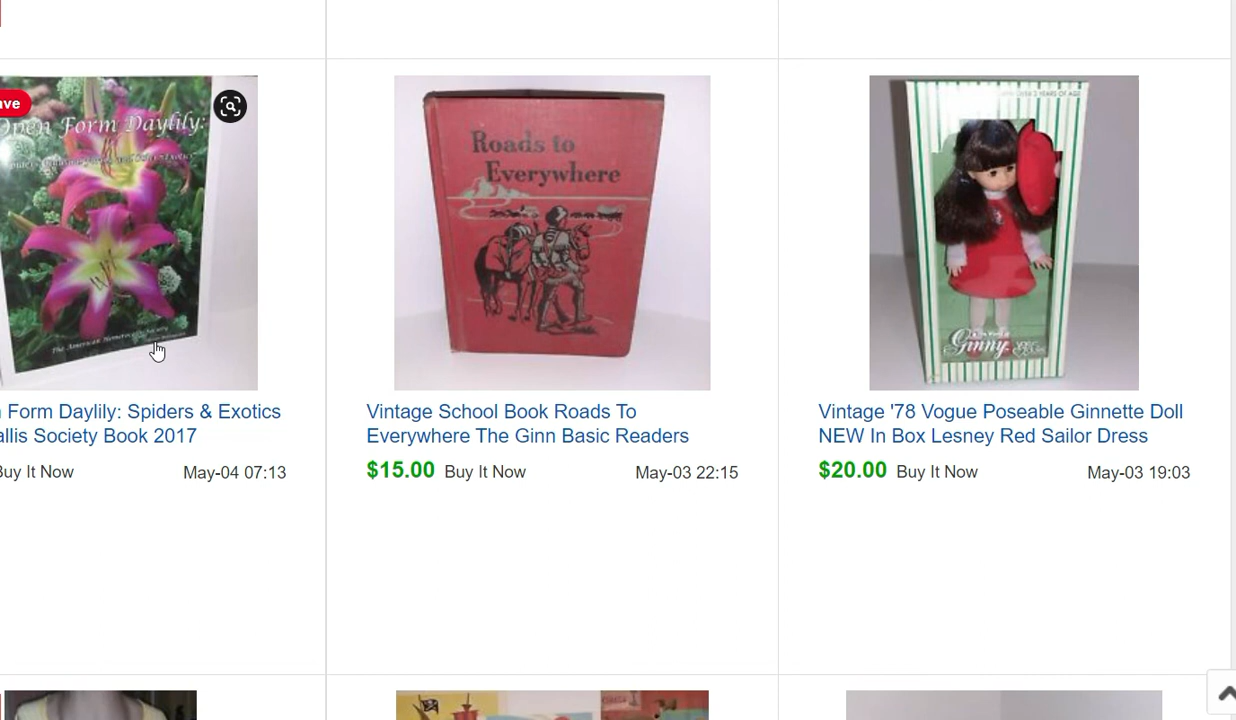 ave
Open Form Daylily:
Roads to
Everywhere
Ginny
Form Daylily: Spiders & Exotics
allis Society Book 2017
Buy It Now
May-04 07:13
Vintage School Book Roads To
Everywhere The Ginn Basic Readers
$15.00 Buy It Now
May-03 22:15
Vintage '78 Vogue Poseable Ginnette Doll
NEW In Box Lesney Red Sailor Dress
$20.00 Buy It Now
May-03 19:03